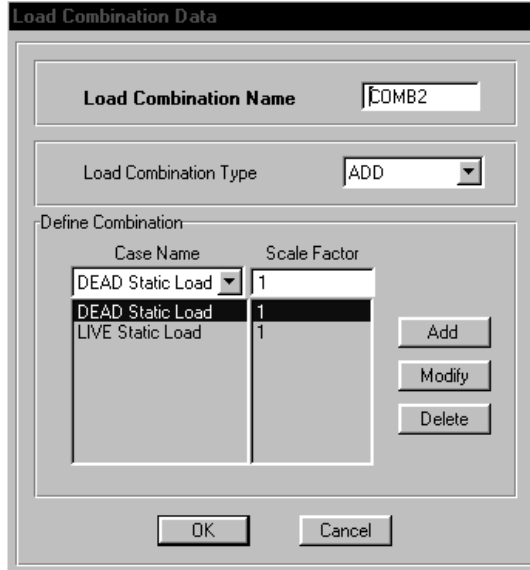 Load Combination Data
Load Combination Name COMB2
Load Combination Type ADD
Define Combination
Case Name Scale Factor
DEAD Static Load 1
DEAD Static Load 1
LIVE Static Load 1
Add
Modify
Delete
OK Cancel